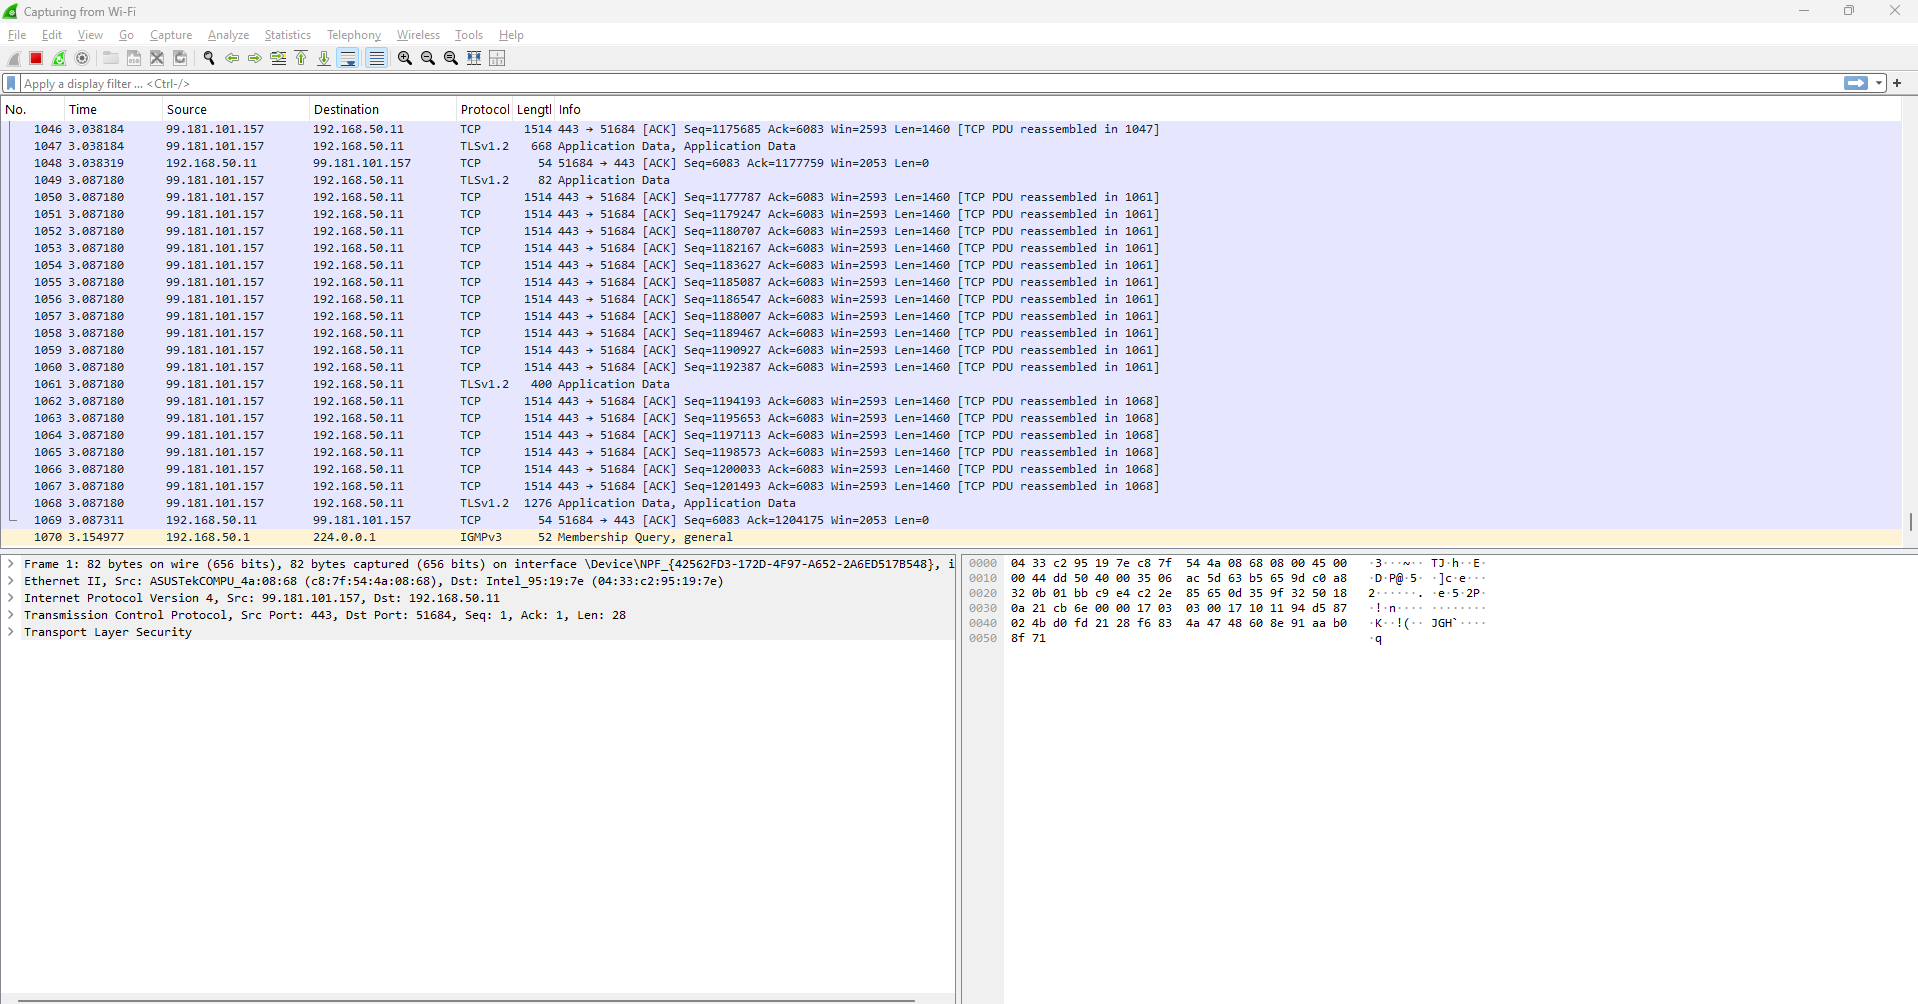 Capturing from Wi-Fi
File Edit View Go Capture Analyze Statistics Telephony Wireless Tools Help
Apply a display filter ... <Ctrl-/>
No. Time Source Destination Protocol Lengtl Info
1046 3.038184 99.181.101.157 192.168.50.11 TCP 1514 443 → 51684 [ACK] Seq=1175685 Ack=6083 Win=2593 Len=1460 [TCP PDU reassembled in 1047]
1047 3.038184 99.181.101.157 192.168.50.11 TLSv1.2 668 Application Data, Application Data
1048 3.038319 192.168.50.11 99.181.101.157 TCP 54 51684 → 443 [ACK] Seq=6083 Ack=1177759 Win=2053 Len=0
1049 3.087180 99.181.101.157 192.168.50.11 TLSv1.2 82 Application Data
1050 3.087180 99.181.101.157 192.168.50.11 TCP 1514 443 → 51684 [ACK] Seq=1177787 Ack=6083 Win=2593 Len=1460 [TCP PDU reassembled in 1061]
1051 3.087180 99.181.101.157 192.168.50.11 TCP 1514 443 → 51684 [ACK] Seq=1179247 Ack=6083 Win=2593 Len=1460 [TCP PDU reassembled in 1061]
1052 3.087180 99.181.101.157 192.168.50.11 TCP 1514 443 → 51684 [ACK] Seq=1180707 Ack=6083 Win=2593 Len=1460 [TCP PDU reassembled in 1061]
1053 3.087180 99.181.101.157 192.168.50.11 TCP 1514 443 → 51684 [ACK] Seq=1182167 Ack=6083 Win=2593 Len=1460 [TCP PDU reassembled in 1061]
1054 3.087180 99.181.101.157 192.168.50.11 TCP 1514 443 → 51684 [ACK] Seq=1183627 Ack=6083 Win=2593 Len=1460 [TCP PDU reassembled in 1061]
1055 3.087180 99.181.101.157 192.168.50.11 TCP 1514 443 → 51684 [ACK] Seq=1185087 Ack=6083 Win=2593 Len=1460 [TCP PDU reassembled in 1061]
1056 3.087180 99.181.101.157 192.168.50.11 TCP 1514 443 → 51684 [ACK] Seq=1186547 Ack=6083 Win=2593 Len=1460 [TCP PDU reassembled in 1061]
1057 3.087180 99.181.101.157 192.168.50.11 TCP 1514 443 → 51684 [ACK] Seq=1188007 Ack=6083 Win=2593 Len=1460 [TCP PDU reassembled in 1061]
1058 3.087180 99.181.101.157 192.168.50.11 TCP 1514 443 → 51684 [ACK] Seq=1189467 Ack=6083 Win=2593 Len=1460 [TCP PDU reassembled in 1061]
1059 3.087180 99.181.101.157 192.168.50.11 TCP 1514 443 → 51684 [ACK] Seq=1190927 Ack=6083 Win=2593 Len=1460 [TCP PDU reassembled in 1061]
1060 3.087180 99.181.101.157 192.168.50.11 TCP 1514 443 → 51684 [ACK] Seq=1192387 Ack=6083 Win=2593 Len=1460 [TCP PDU reassembled in 1061]
1061 3.087180 99.181.101.157 192.168.50.11 TLSv1.2 400 Application Data
1062 3.087180 99.181.101.157 192.168.50.11 TCP 1514 443 → 51684 [ACK] Seq=1194193 Ack=6083 Win=2593 Len=1460 [TCP PDU reassembled in 1068]
1063 3.087180 99.181.101.157 192.168.50.11 TCP 1514 443 → 51684 [ACK] Seq=1195653 Ack=6083 Win=2593 Len=1460 [TCP PDU reassembled in 1068]
1064 3.087180 99.181.101.157 192.168.50.11 TCP 1514 443 → 51684 [ACK] Seq=1197113 Ack=6083 Win=2593 Len=1460 [TCP PDU reassembled in 1068]
1065 3.087180 99.181.101.157 192.168.50.11 TCP 1514 443 → 51684 [ACK] Seq=1198573 Ack=6083 Win=2593 Len=1460 [TCP PDU reassembled in 1068]
1066 3.087180 99.181.101.157 192.168.50.11 TCP 1514 443 → 51684 [ACK] Seq=1200033 Ack=6083 Win=2593 Len=1460 [TCP PDU reassembled in 1068]
1067 3.087180 99.181.101.157 192.168.50.11 TCP 1514 443 → 51684 [ACK] Seq=1201493 Ack=6083 Win=2593 Len=1460 [TCP PDU reassembled in 1068]
1068 3.087180 99.181.101.157 192.168.50.11 TLSv1.2 1276 Application Data, Application Data
1069 3.087311 192.168.50.11 99.181.101.157 TCP 54 51684 → 443 [ACK] Seq=6083 Ack=1204175 Win=2053 Len=0
1070 3.154977 192.168.50.1 224.0.0.1 IGMPv3 52 Membership Query, general
Frame 1: 82 bytes on wire (656 bits), 82 bytes captured (656 bits) on interface \Device\NPF_{42562FD3-172D-4F97-A652-2A6ED517B548}, i
Ethernet II, Src: ASUSTekCOMPU_4a:08:68 (c8:7f:54:4a:08:68), Dst: Intel_95:19:7e (04:33:c2:95:19:7e)
Internet Protocol Version 4, Src: 99.181.101.157, Dst: 192.168.50.11
Transmission Control Protocol, Src Port: 443, Dst Port: 51684, Seq: 1, Ack: 1, Len: 28
Transport Layer Security
0000 04 33 c2 95 19 7e c8 7f 54 4a 08 68 08 00 45 00 ·3···~·· TJ·h··E·
0010 00 44 dd 50 40 00 35 06 ac 5d 63 b5 65 9d c0 a8 ·D·P@·5· ·]c·e···
0020 32 0b 01 bb c9 e4 c2 2e 85 65 0d 35 9f 32 50 18 2······. ·e·5·2P·
0030 0a 21 cb 6e 00 00 17 03 03 00 17 10 11 94 d5 87 ·!·n···· ········
0040 02 4b d0 fd 21 28 f6 83 4a 47 48 60 8e 91 aa b0 ·K··!(·· JGH`····
0050 8f 71 ·q